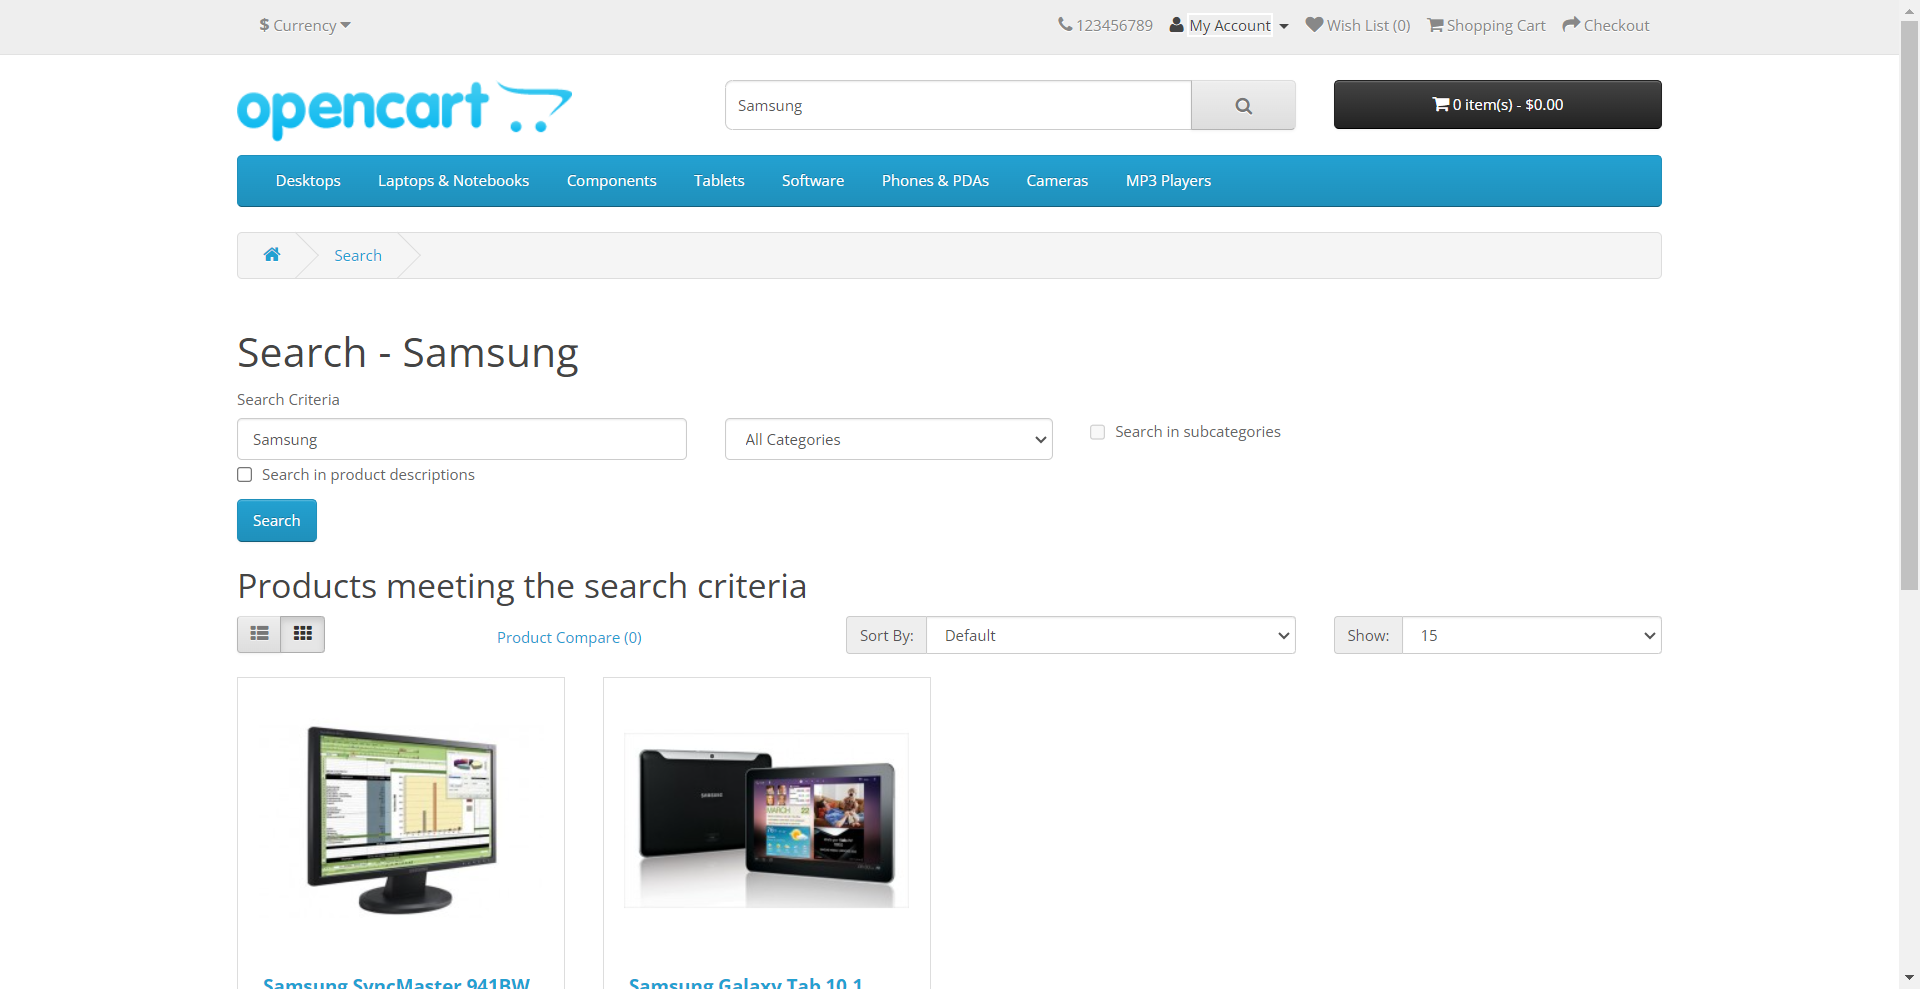 $ Currency
123456789 My Account Wish List (0) Shopping Cart Checkout
opencart
Samsung
0 item(s) - $0.00
Desktops Laptops & Notebooks Components Tablets Software Phones & PDAs Cameras MP3 Players
Search
Search - Samsung
Search Criteria
Samsung
All Categories
Search in subcategories
Search in product descriptions
Search
Products meeting the search criteria
Product Compare (0)
Sort By: Default
Show: 15
SAMSUNG
MARCH 22
Samsung SyncMaster 941BW
Samsung Galaxy Tab 10.1